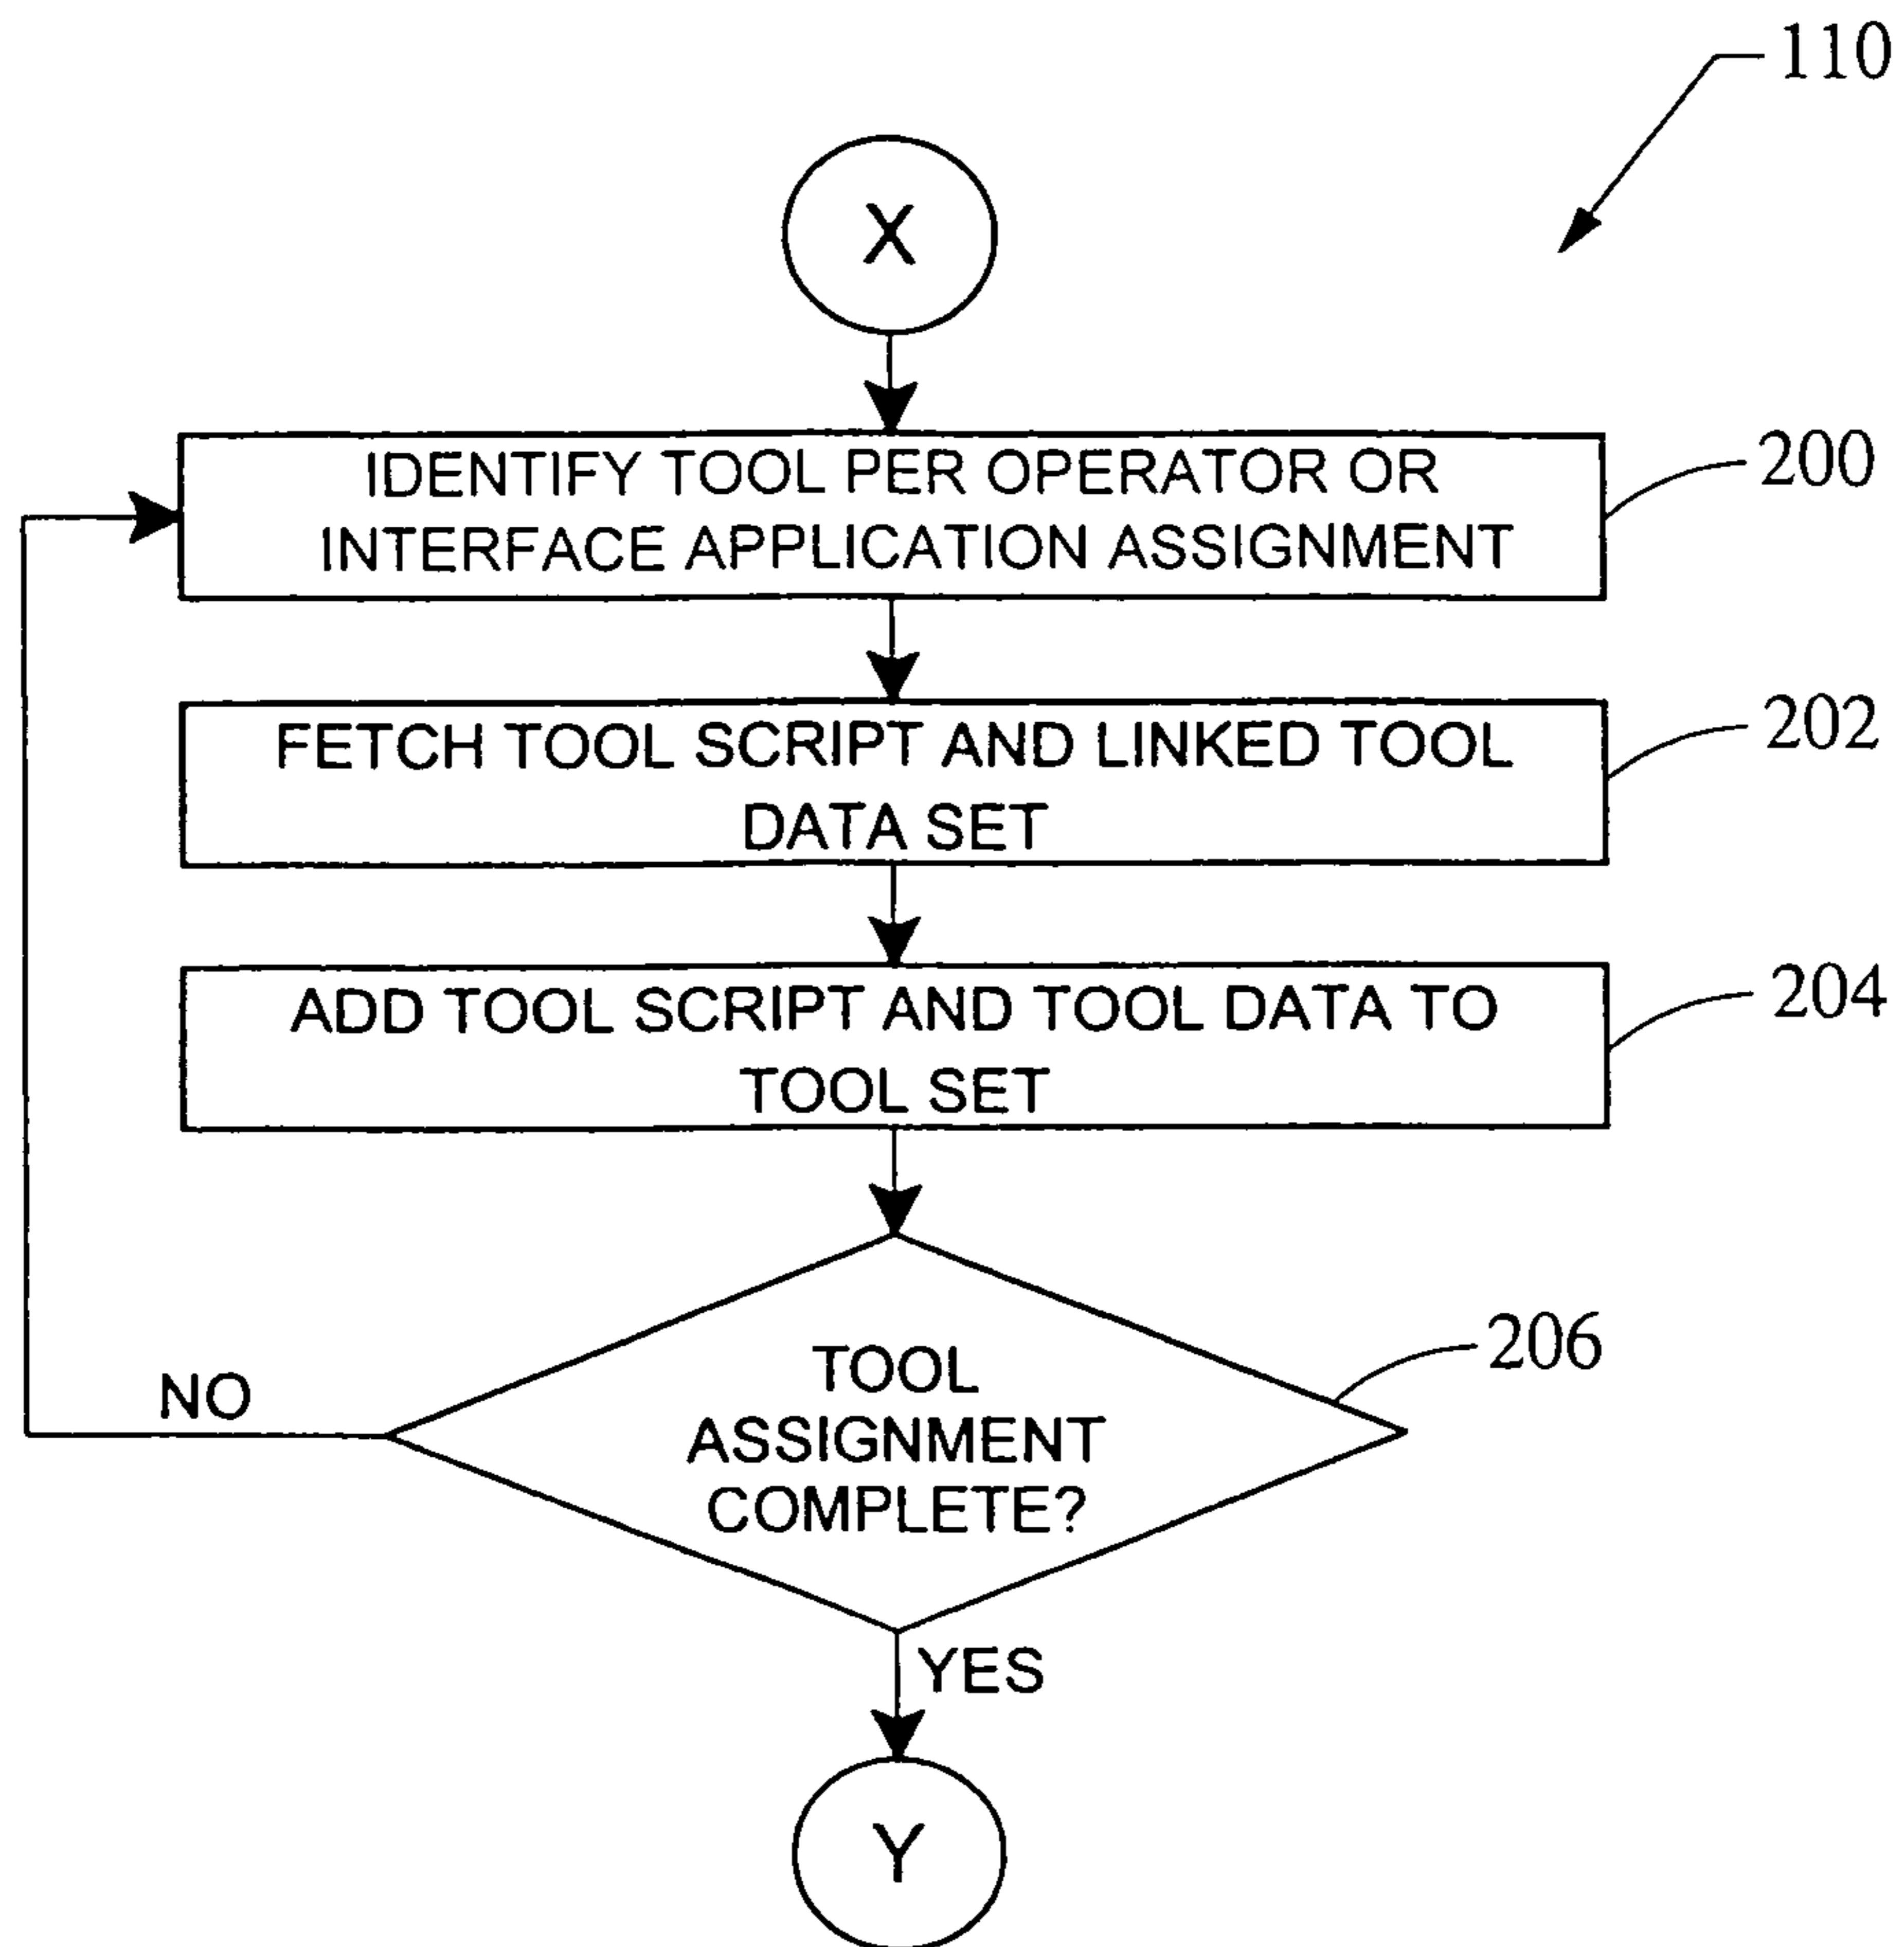 110
X
IDENTIFY TOOL PER OPERATOR OR
INTERFACE APPLICATION ASSIGNMENT
200
FETCH TOOL SCRIPT AND LINKED TOOL
DATA SET
202
ADD TOOL SCRIPT AND TOOL DATA TO
TOOL SET
204
TOOL
ASSIGNMENT
COMPLETE?
206
NO
YES
Y